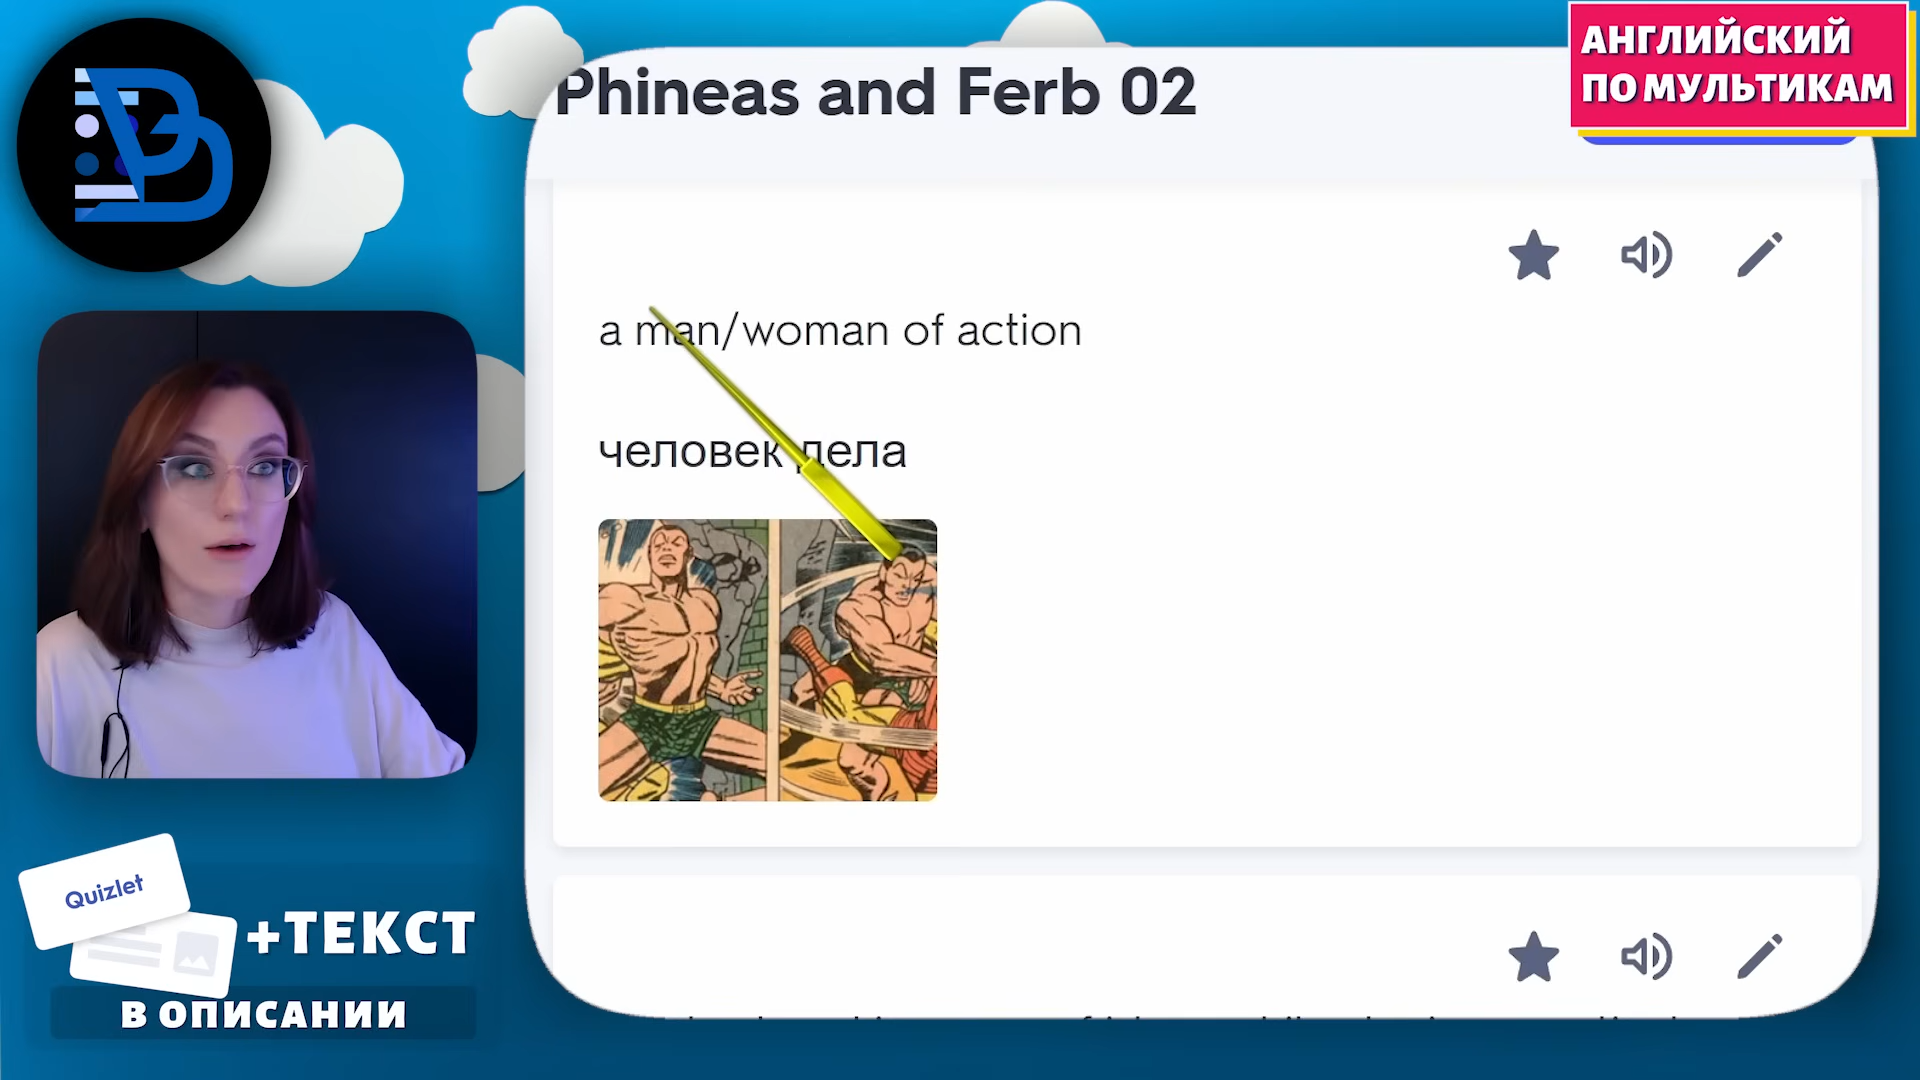 Phineas and Ferb 02
АНГЛИЙСКИЙ
ПО МУЛЬТИКАМ
a man/woman of action
человек дела
Quizlet
+ТЕКСТ
В ОПИСАНИИ